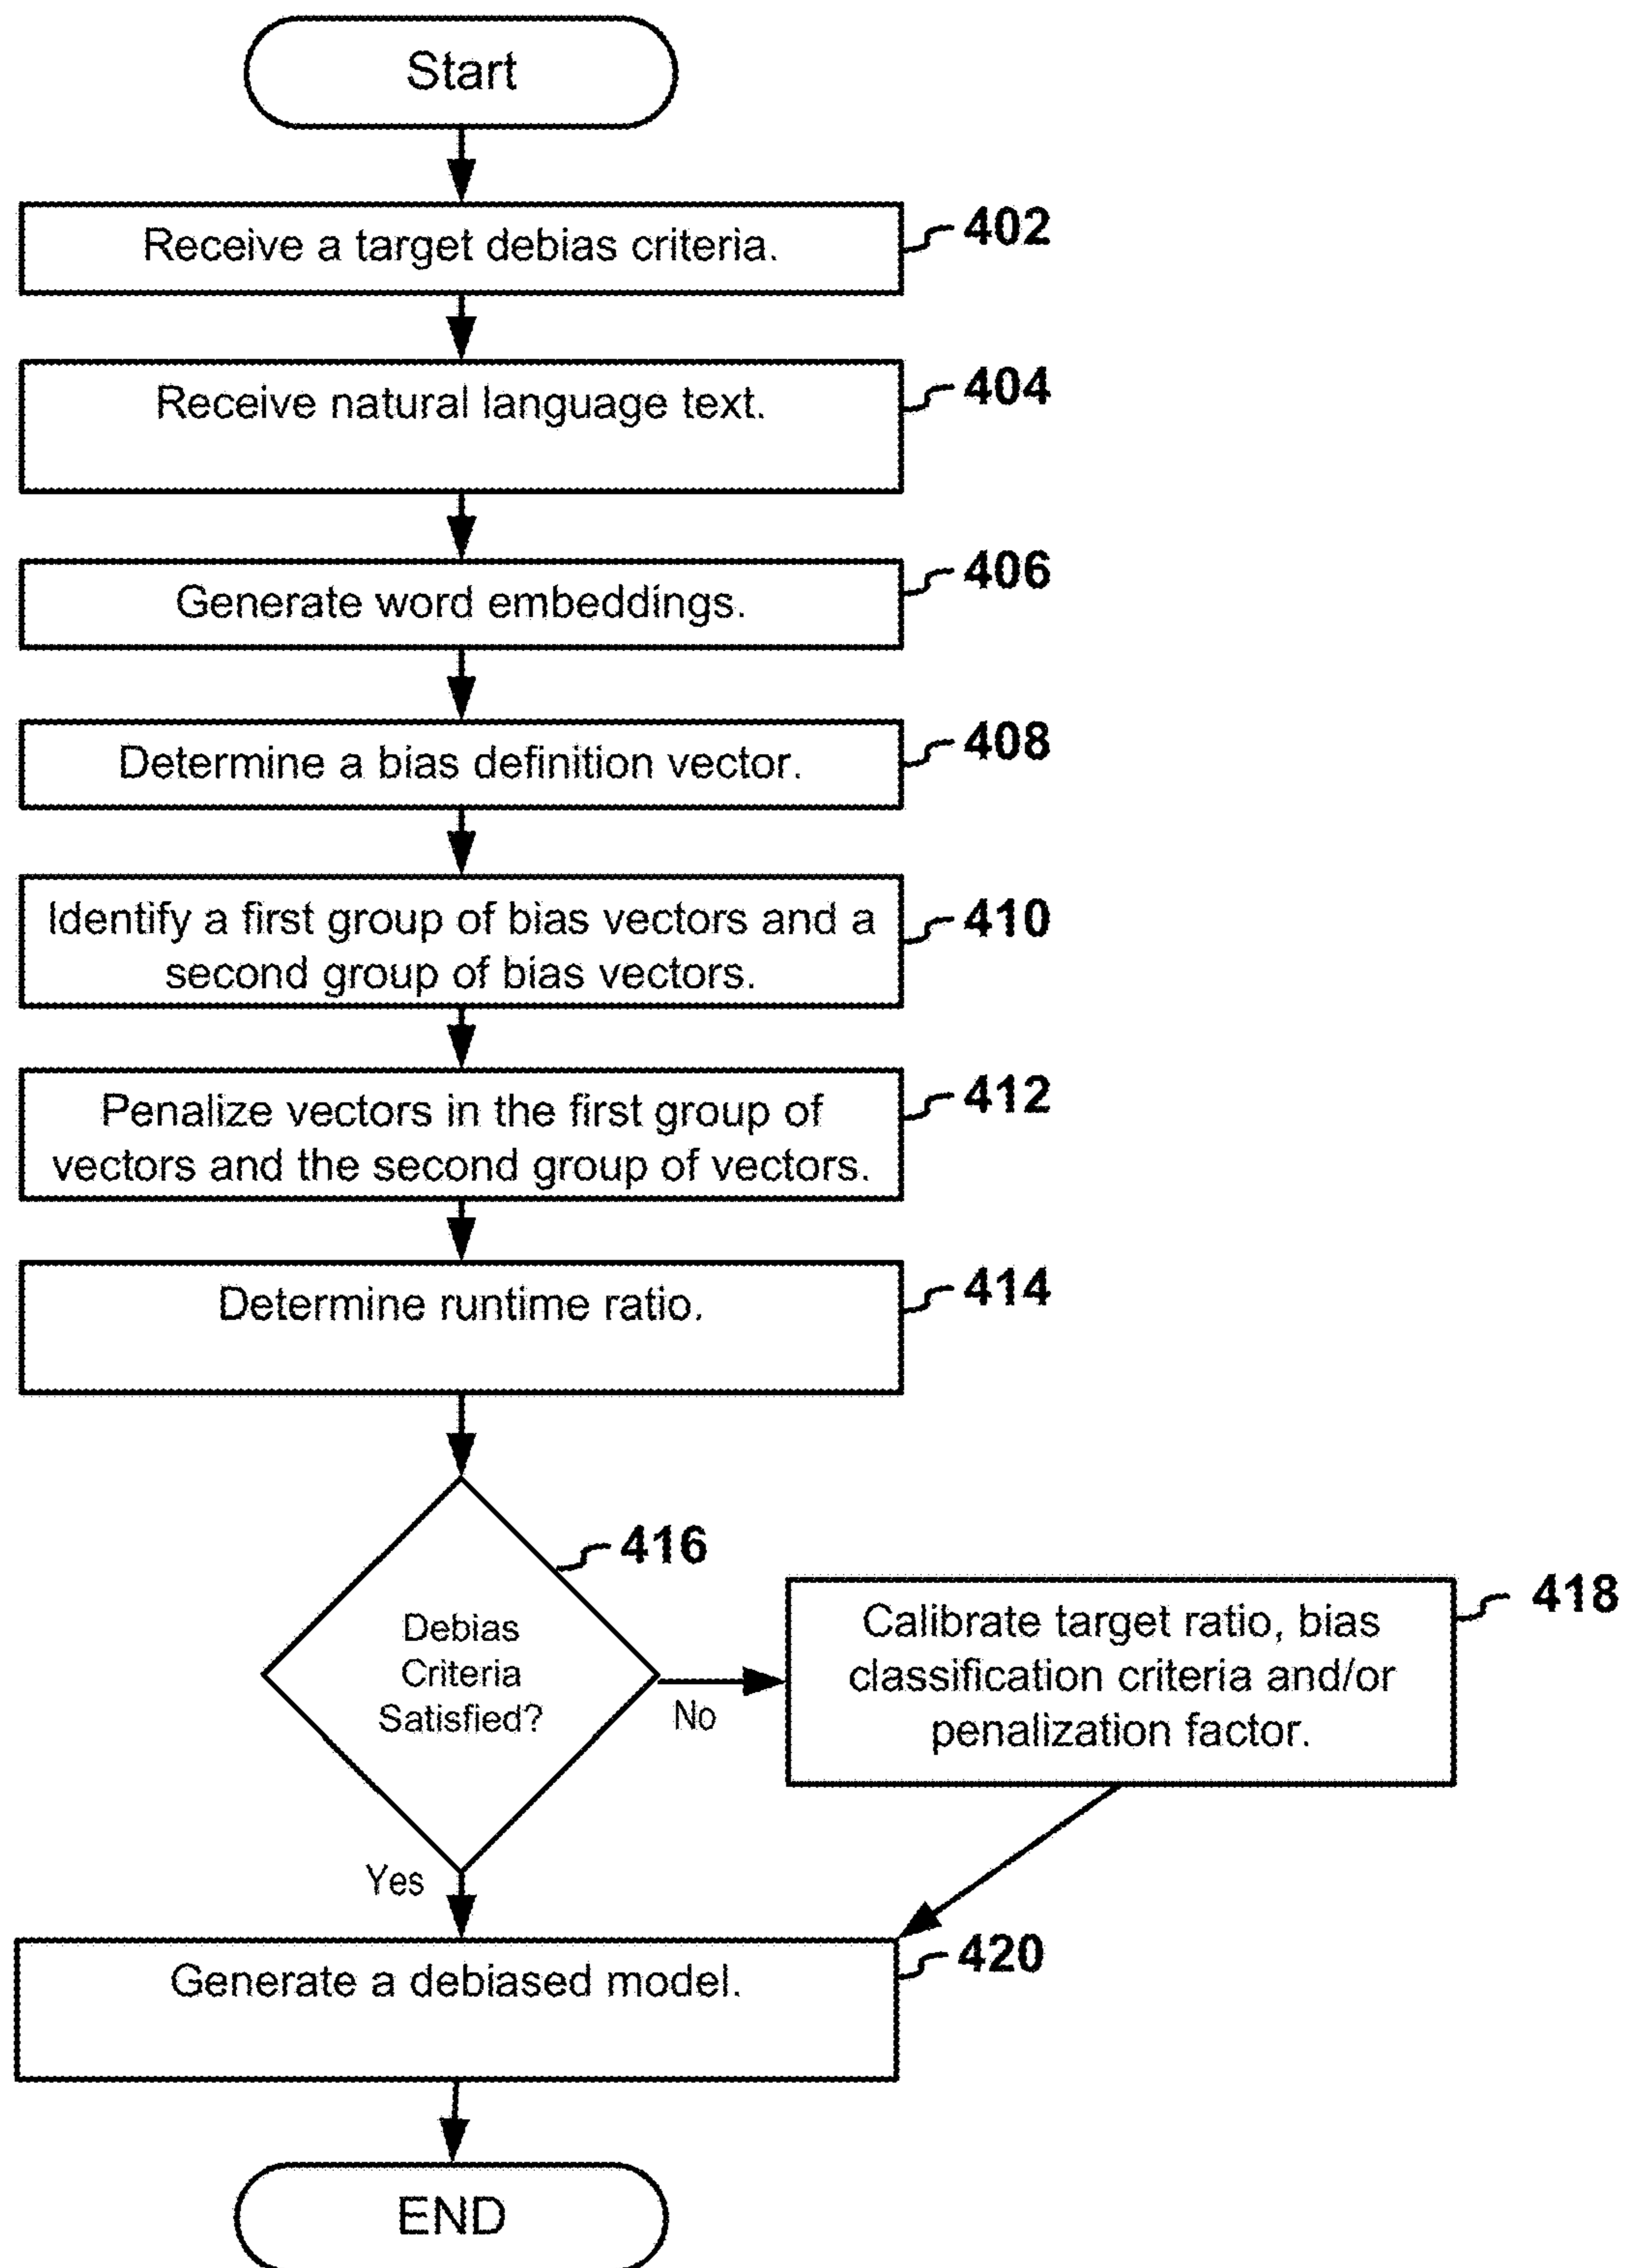 Start
Receive a target debias criteria.
402
Receive natural language text.
404
Generate word embeddings.
406
Determine a bias definition vector.
408
Identify a first group of bias vectors and a
second group of bias vectors.
410
Penalize vectors in the first group of
vectors and the second group of vectors.
412
Determine runtime ratio.
414
416
Debias
Criteria
Satisfied?
No
418
Calibrate target ratio, bias
classification criteria and/or
penalization factor.
Yes
Generate a debiased model.
420
END